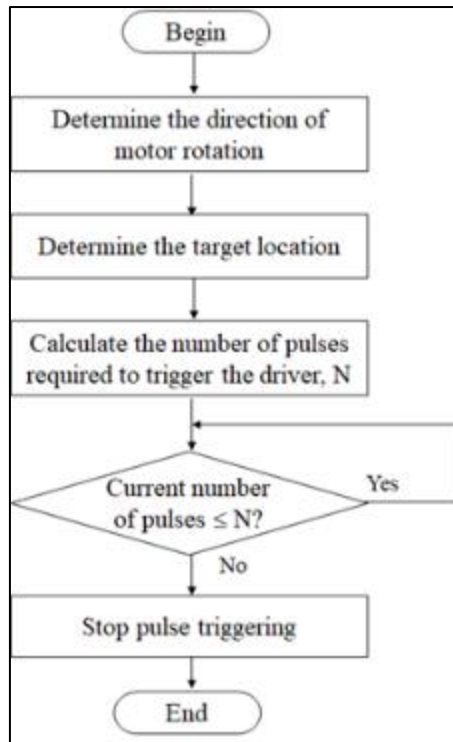 Begin
Determine the direction of
motor rotation
Determine the target location
Calculate the number of pulses
required to trigger the driver, N
Current number
of pulses ≤ N?
Yes
No
Stop pulse triggering
End